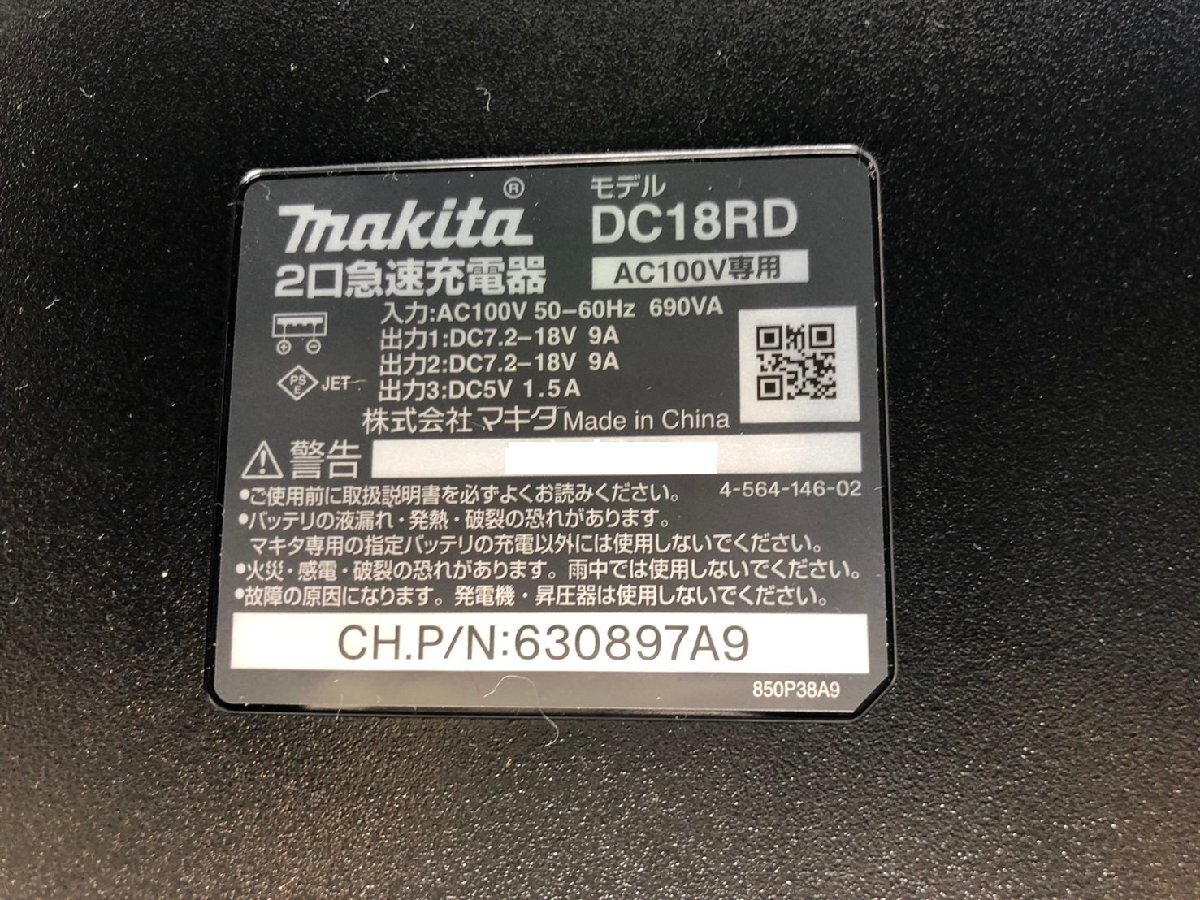 makita®
2口急速充電器
モデル
DC18RD
AC100V専用
入力:AC100V 50-60Hz 690VA
出力1:DC7.2-18V 9A
出力2:DC7.2-18V 9A
出力3:DC5V 1.5A
PS
E
JET
株式会社マキタ Made in China
警告
•ご使用前に取扱説明書を必ずよくお読みください。 4-564-146-02
•バッテリの液漏れ・発熱・破裂の恐れがあります。
マキタ専用の指定バッテリの充電以外には使用しないでください。
•火災・感電・破裂の恐れがあります。雨中では使用しないでください。
•故障の原因になります。発電機・昇圧器は使用しないでください。
CH.P/N:630897A9
850P38A9